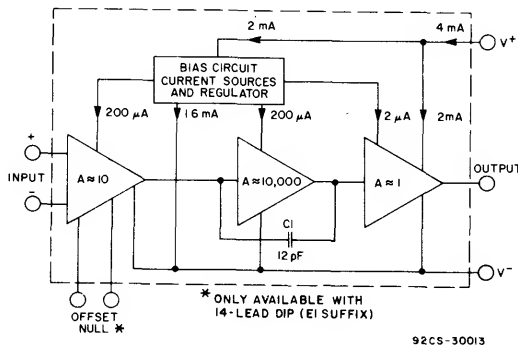 2 mA
4 mA
V+
BIAS CIRCUIT
CURRENT SOURCES
AND REGULATOR
200 µA
1.6 mA
200 µA
2 µA
2mA
+
INPUT
-
A≈10
A≈10,000
A≈1
OUTPUT
C1
12 pF
V-
OFFSET
NULL *
* ONLY AVAILABLE WITH
14-LEAD DIP (E1 SUFFIX)
92CS-30013